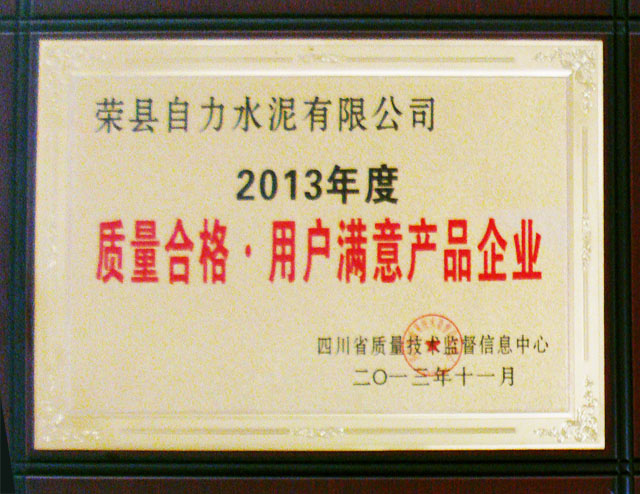 荣县自力水泥有限公司
2013年度
质量合格·用户满意产品企业
四川省质量技术监督信息中心
二〇一三年十一月